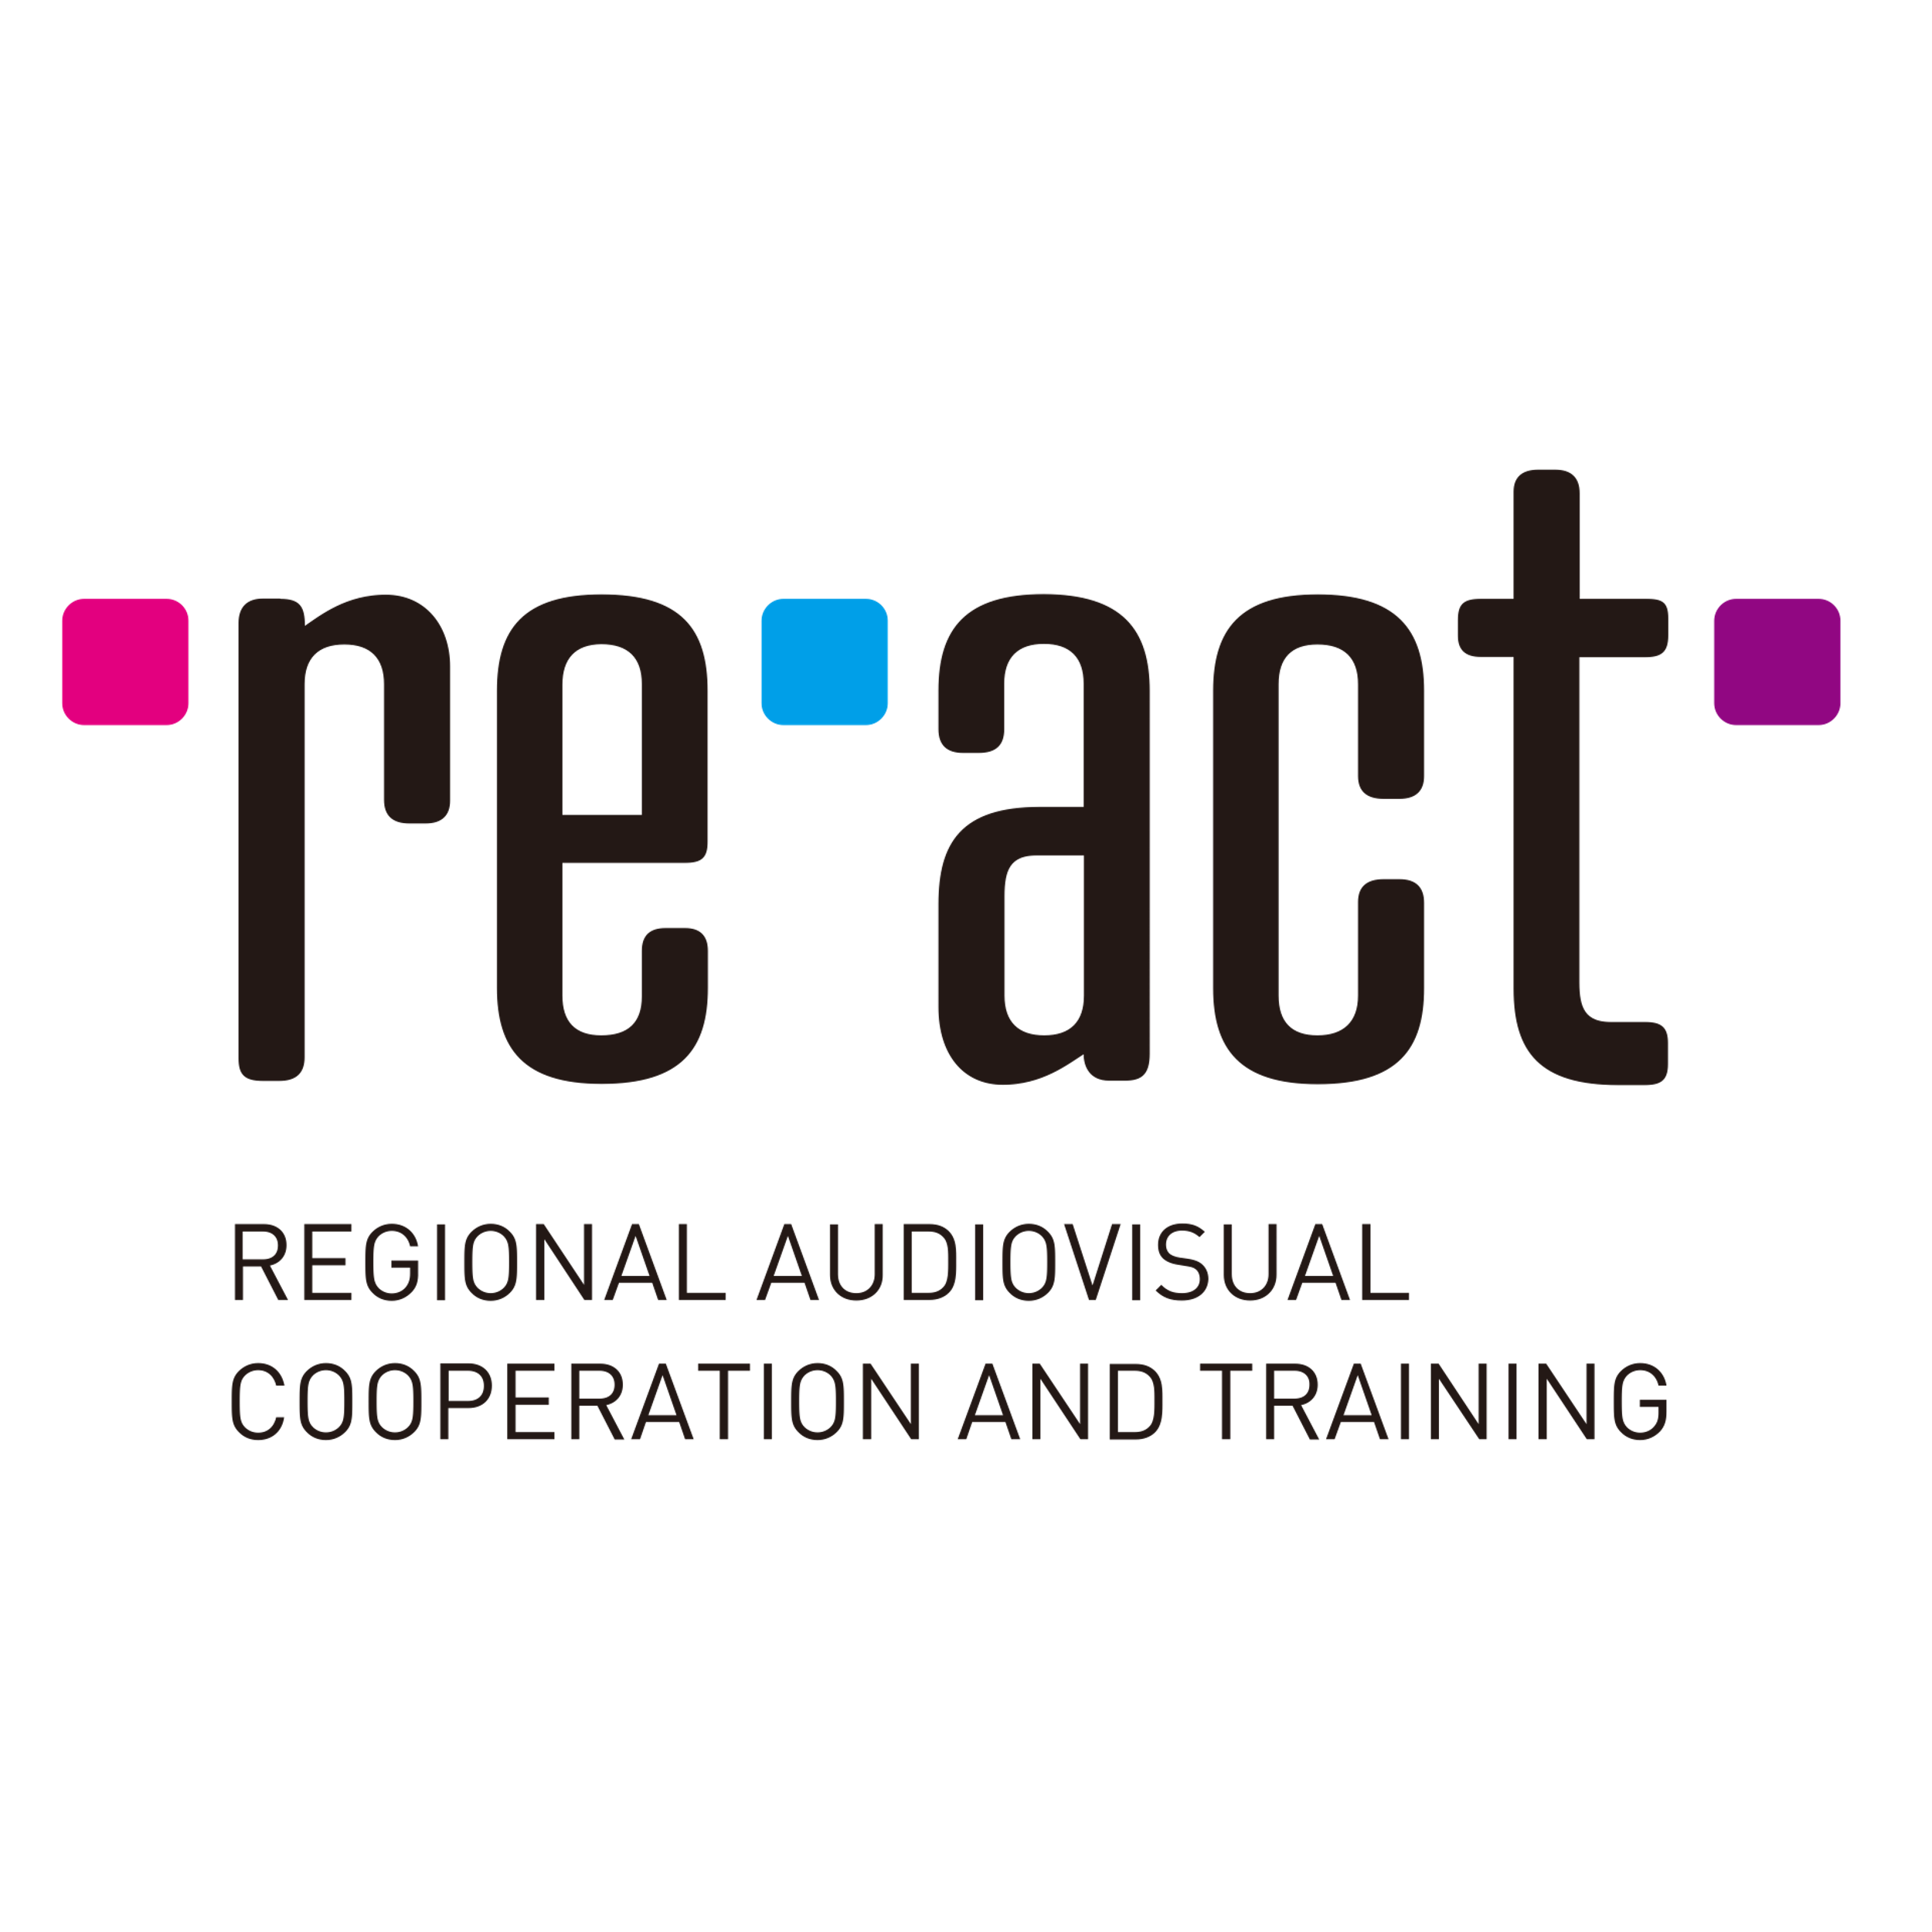 re act
REGIONAL AUDIOVISUAL
COOPERATION AND TRAINING